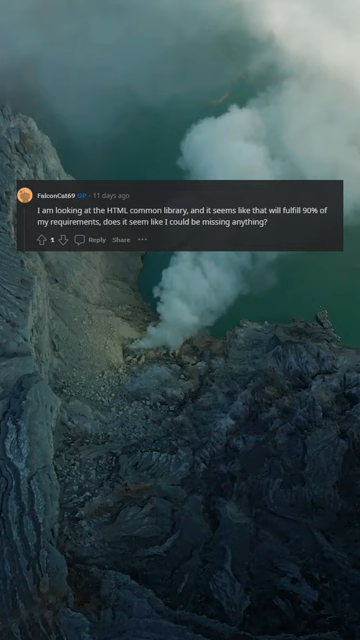 FalconCat69 OP · 11 days ago
I am looking at the HTML common library, and it seems like that will fulfill 90% of
my requirements, does it seem like I could be missing anything?
1 Reply Share ···